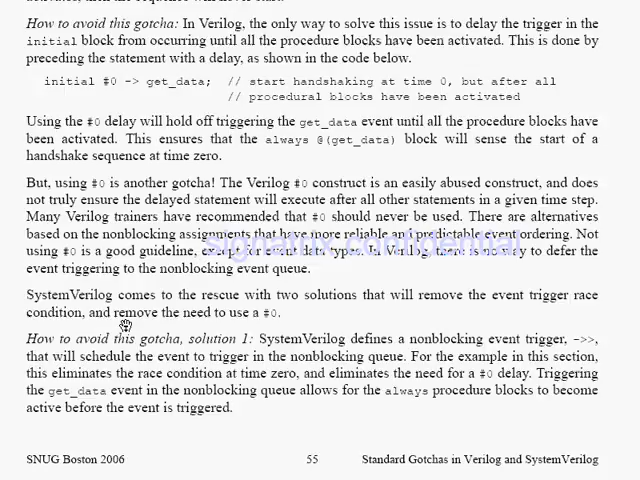 How to avoid this gotcha: In Verilog, the only way to solve this issue is to delay the trigger in the
initial block from occurring until all the procedure blocks have been activated. This is done by
preceding the statement with a delay, as shown in the code below.
initial #0 -> get_data; // start handshaking at time 0, but after all
// procedural blocks have been activated
Using the #0 delay will hold off triggering the get_data event until all the procedure blocks have
been activated. This ensures that the always @(get_data) block will sense the start of a
handshake sequence at time zero.
But, using #0 is another gotcha! The Verilog #0 construct is an easily abused construct, and does
not truly ensure the delayed statement will execute after all other statements in a given time step.
Many Verilog trainers have recommended that #0 should never be used. There are alternatives
based on the nonblocking assignments that have more reliable and predictable event ordering. Not
using #0 is a good guideline, except for event data types. In Verilog, there is no way to defer the
event triggering to the nonblocking event queue.
signatrix confidential
SystemVerilog comes to the rescue with two solutions that will remove the event trigger race
condition, and remove the need to use a #0.
How to avoid this gotcha, solution 1: SystemVerilog defines a nonblocking event trigger, ->>,
that will schedule the event to trigger in the nonblocking queue. For the example in this section,
this eliminates the race condition at time zero, and eliminates the need for a #0 delay. Triggering
the get_data event in the nonblocking queue allows for the always procedure blocks to become
active before the event is triggered.
SNUG Boston 2006 55 Standard Gotchas in Verilog and SystemVerilog